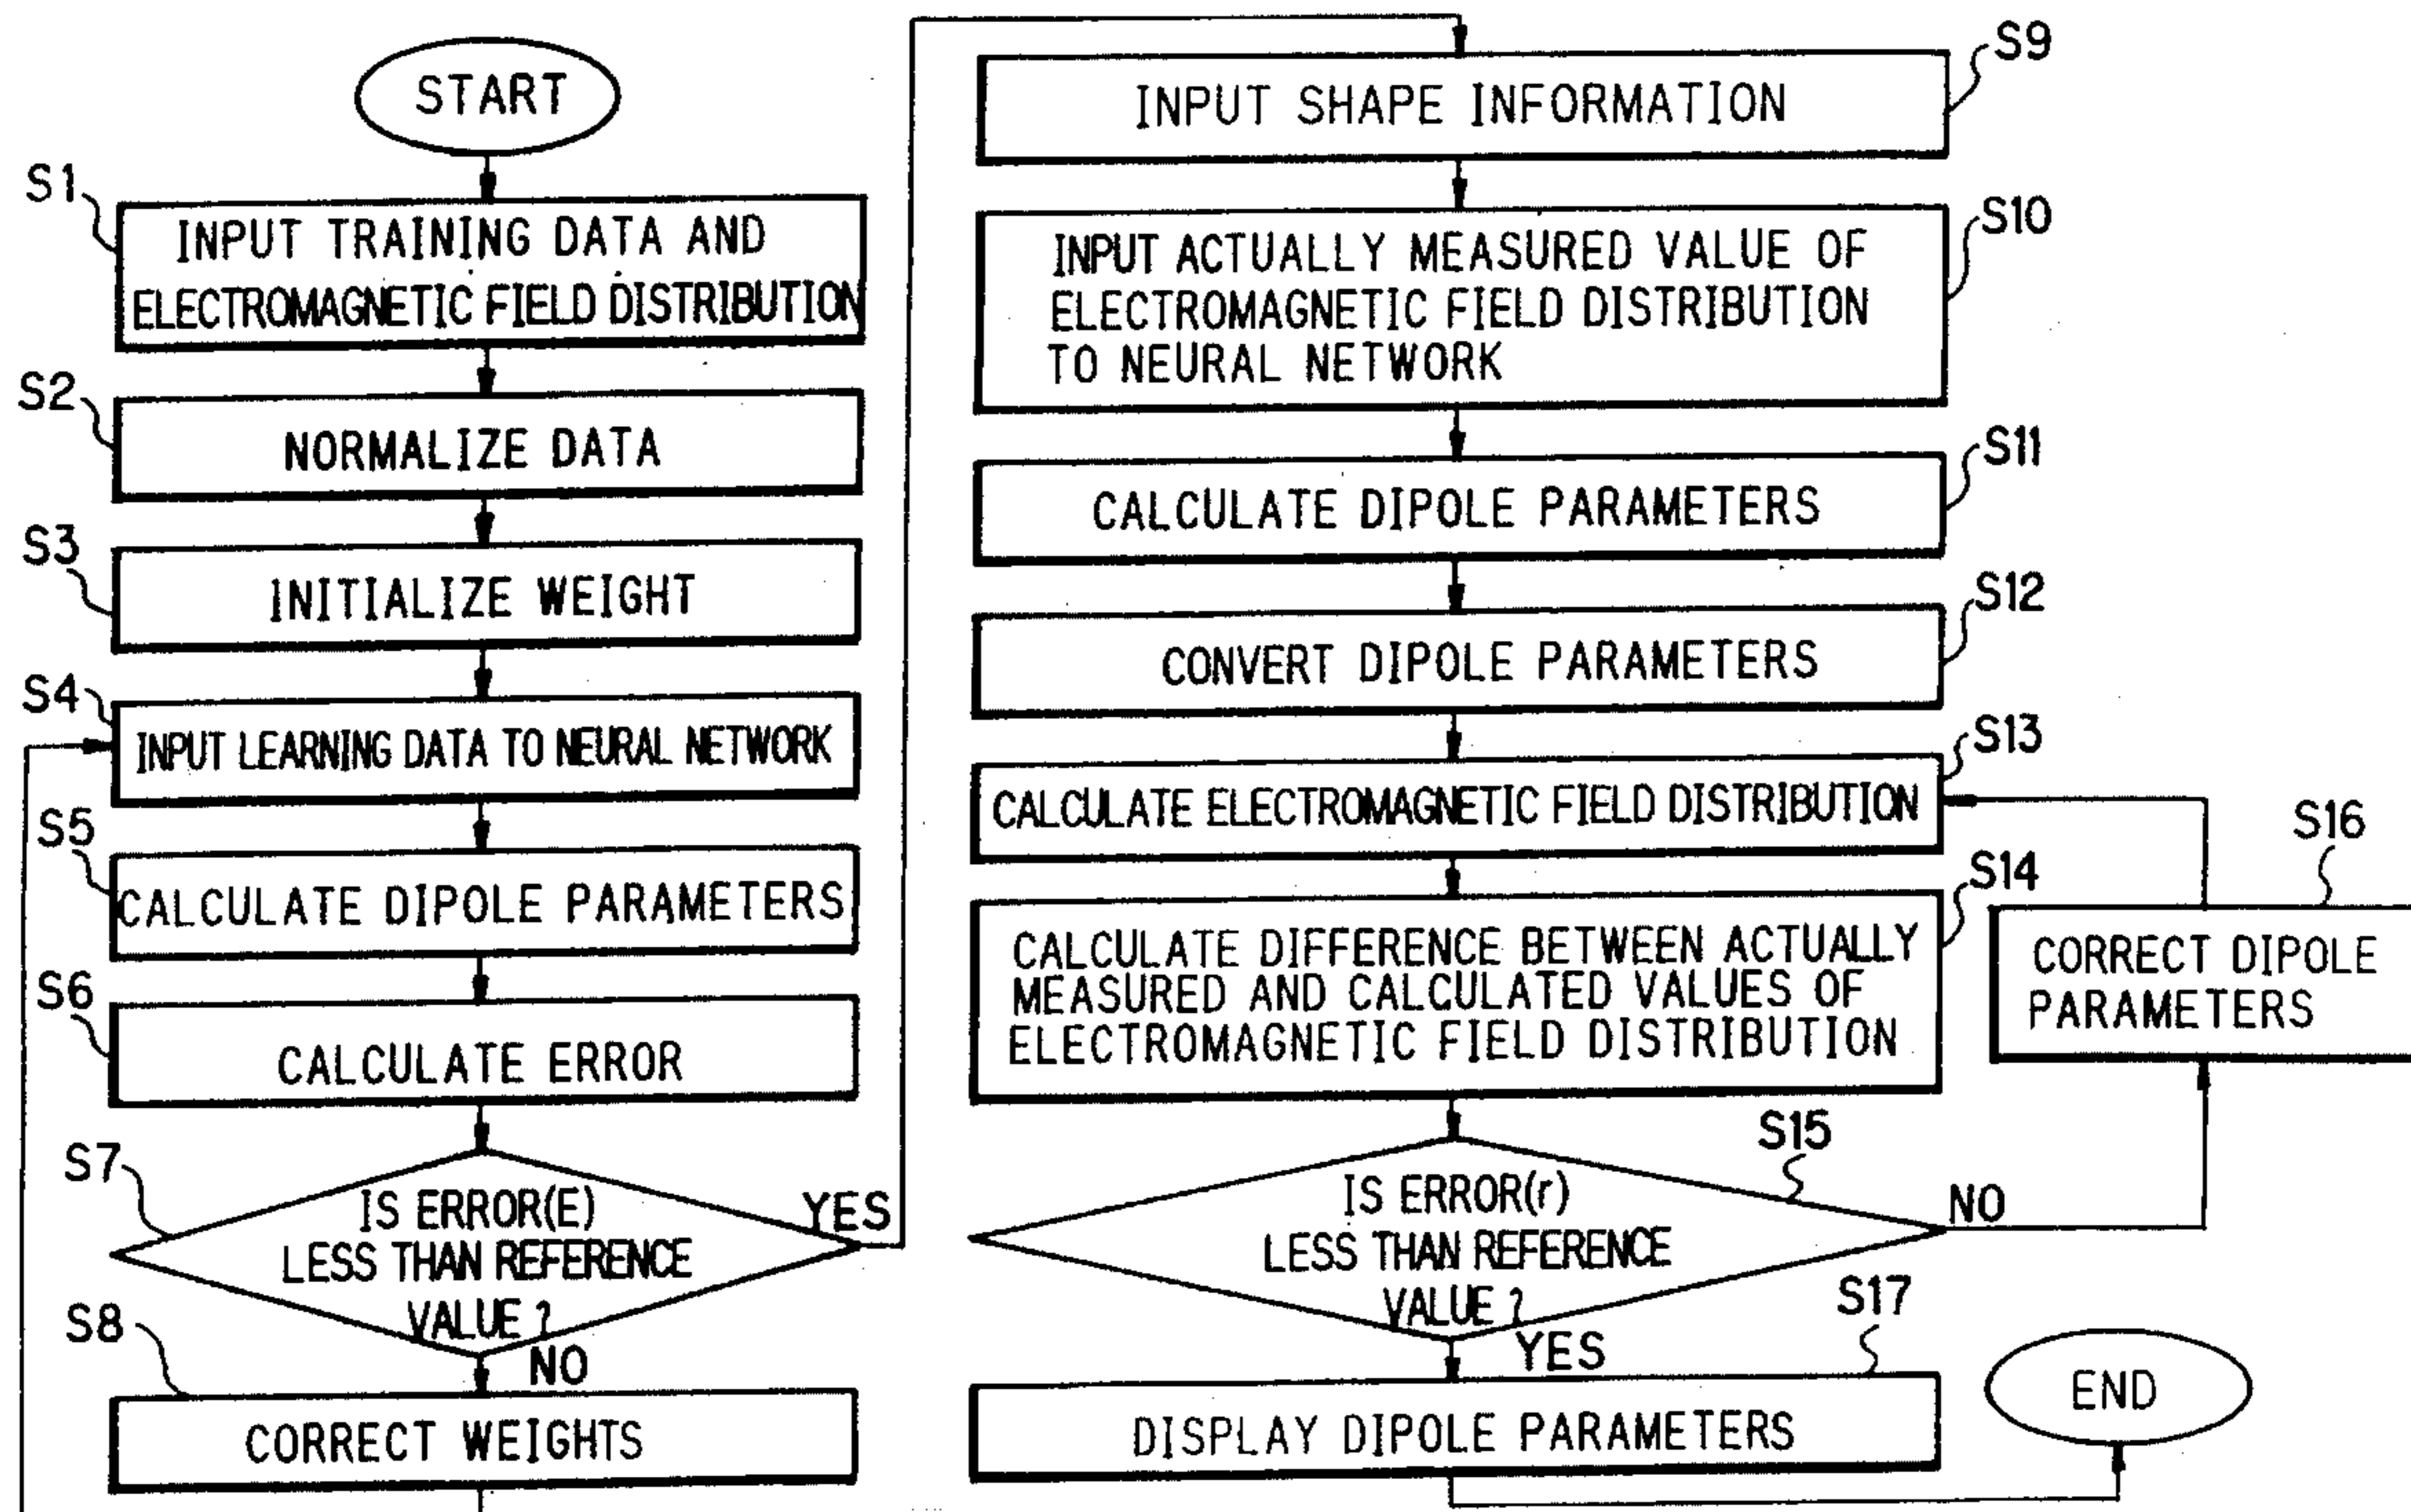 START
S1
INPUT TRAINING DATA AND
ELECTROMAGNETIC FIELD DISTRIBUTION
S2
NORMALIZE DATA
S3
INITIALIZE WEIGHT
S4
INPUT LEARNING DATA TO NEURAL NETWORK
S5
CALCULATE DIPOLE PARAMETERS
S6
CALCULATE ERROR
S7
IS ERROR(E)
LESS THAN REFERENCE
VALUE ?
YES
NO
S8
CORRECT WEIGHTS
S9
INPUT SHAPE INFORMATION
S10
INPUT ACTUALLY MEASURED VALUE OF
ELECTROMAGNETIC FIELD DISTRIBUTION
TO NEURAL NETWORK
S11
CALCULATE DIPOLE PARAMETERS
S12
CONVERT DIPOLE PARAMETERS
S13
CALCULATE ELECTROMAGNETIC FIELD DISTRIBUTION
S14
CALCULATE DIFFERENCE BETWEEN ACTUALLY
MEASURED AND CALCULATED VALUES OF
ELECTROMAGNETIC FIELD DISTRIBUTION
S15
IS ERROR(r)
LESS THAN REFERENCE
VALUE ?
NO
YES
S16
CORRECT DIPOLE
PARAMETERS
S17
DISPLAY DIPOLE PARAMETERS
END